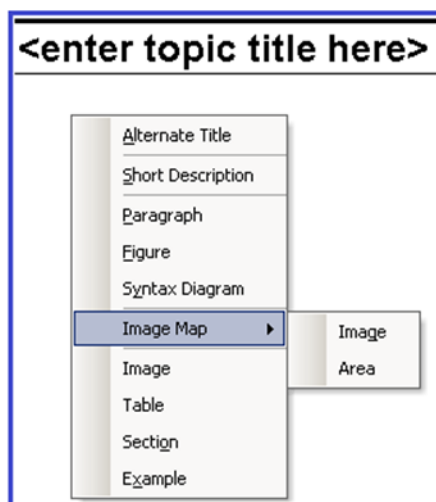 <enter topic title here>
Alternate Title
Short Description
Paragraph
Figure
Syntax Diagram
Image Map
Image
Area
Image
Table
Section
Example